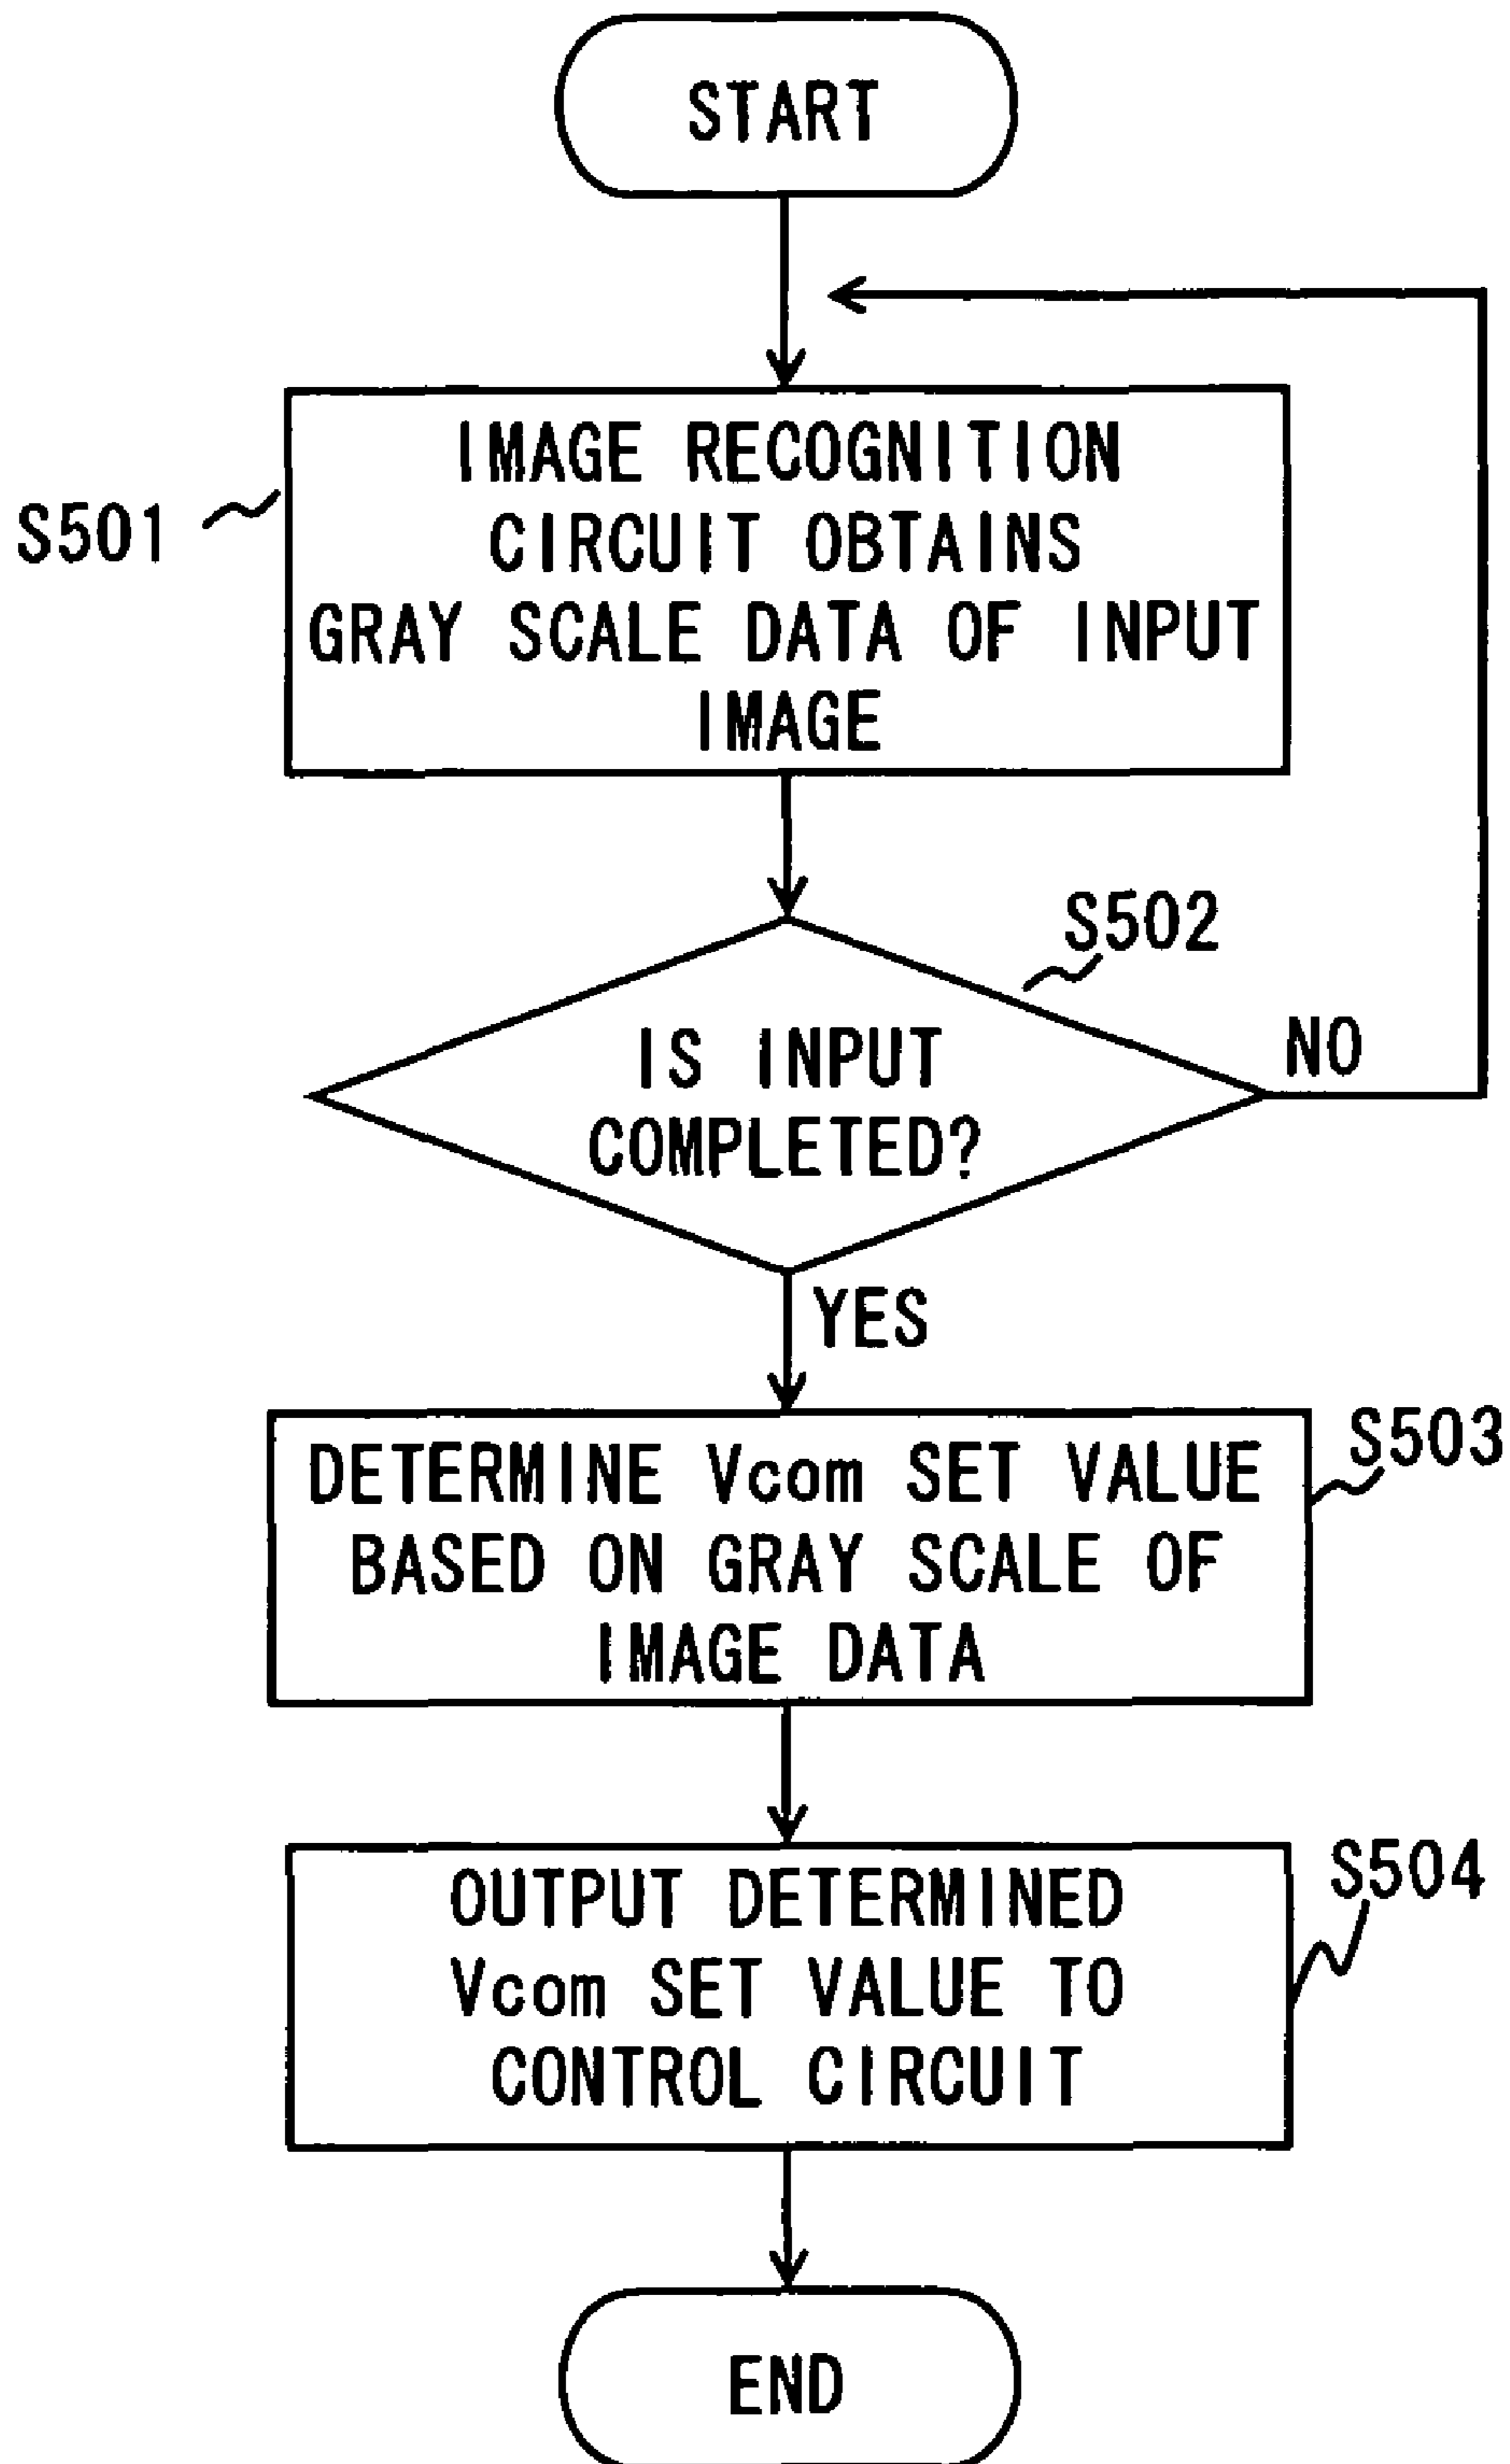 START
S501
IMAGE RECOGNITION
CIRCUIT OBTAINS
GRAY SCALE DATA OF INPUT
IMAGE
S502
IS INPUT
COMPLETED?
NO
YES
S503
DETERMINE Vcom SET VALUE
BASED ON GRAY SCALE OF
IMAGE DATA
S504
OUTPUT DETERMINED
Vcom SET VALUE TO
CONTROL CIRCUIT
END